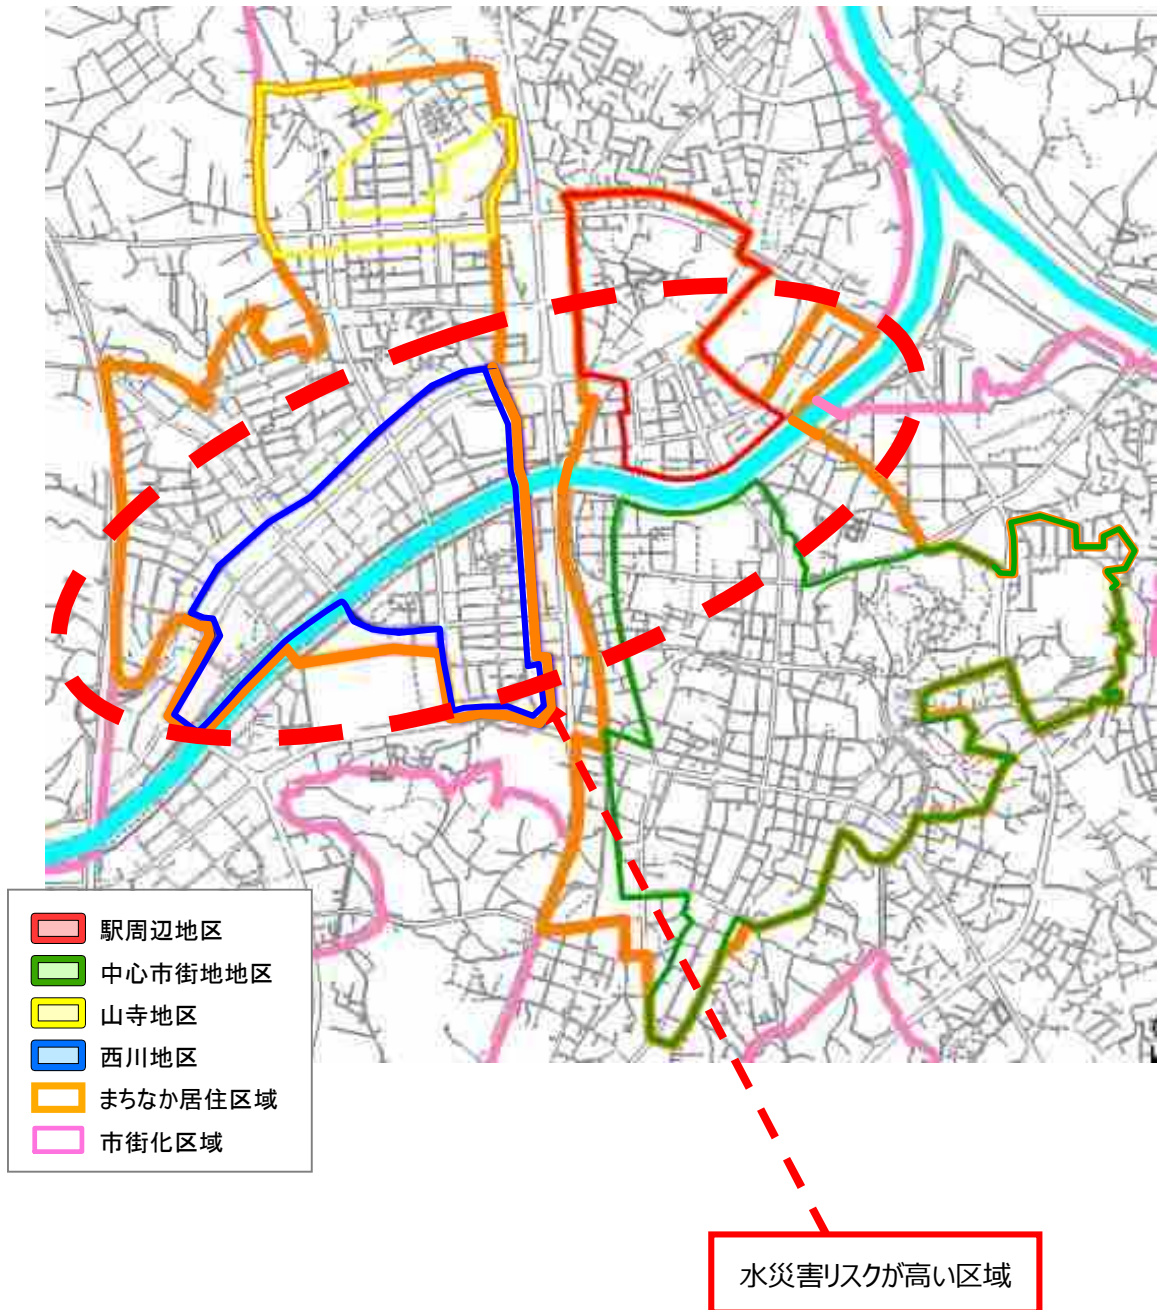 駅周辺地区
中心市街地地区
山寺地区
西川地区
まちなか居住区域
市街化区域
水災害リスクが高い区域